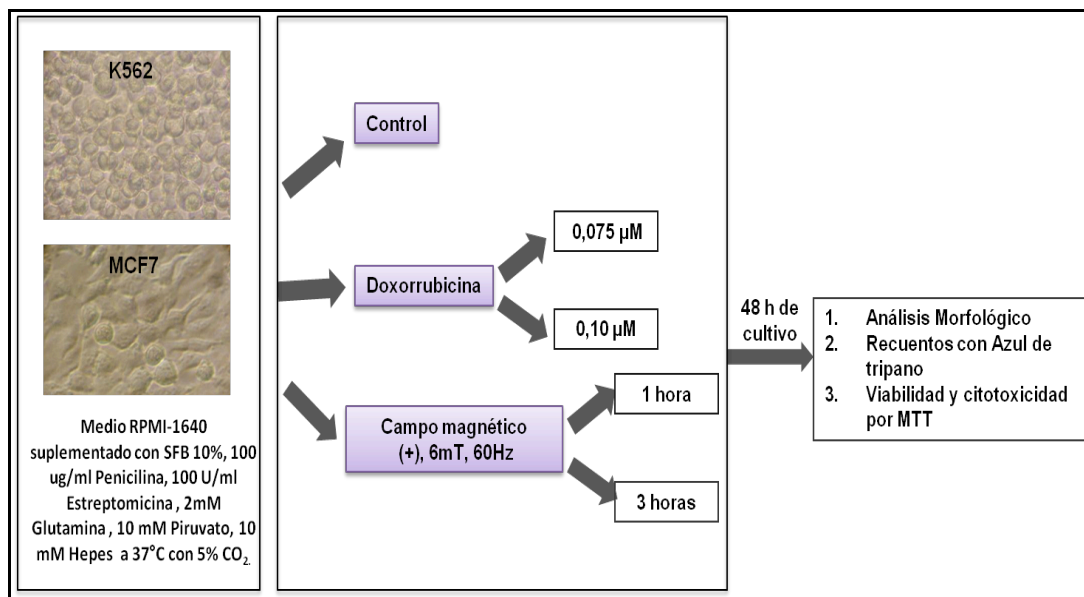 K562
MCF7
Medio RPMI-1640
suplementado con SFB 10%, 100
ug/ml Penicilina, 100 U/ml
Estreptomicina , 2mM
Glutamina , 10 mM Piruvato, 10
mM Hepes a 37°C con 5% CO2.
Control
Doxorrubicina
0,075 µM
0,10 µM
Campo magnético
(+), 6mT, 60Hz
1 hora
3 horas
48 h de
cultivo
1. Análisis Morfológico
2. Recuentos con Azul de
tripano
3. Viabilidad y citotoxicidad
por MTT